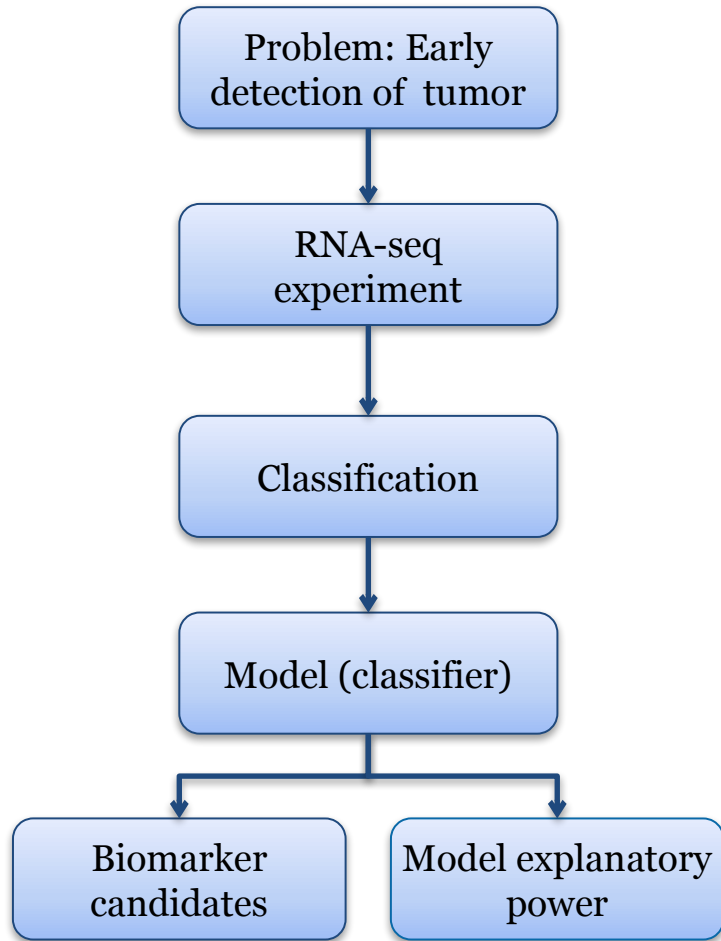 Problem: Early
detection of tumor
RNA-seq
experiment
Classification
Model (classifier)
Biomarker
candidates
Model explanatory
power